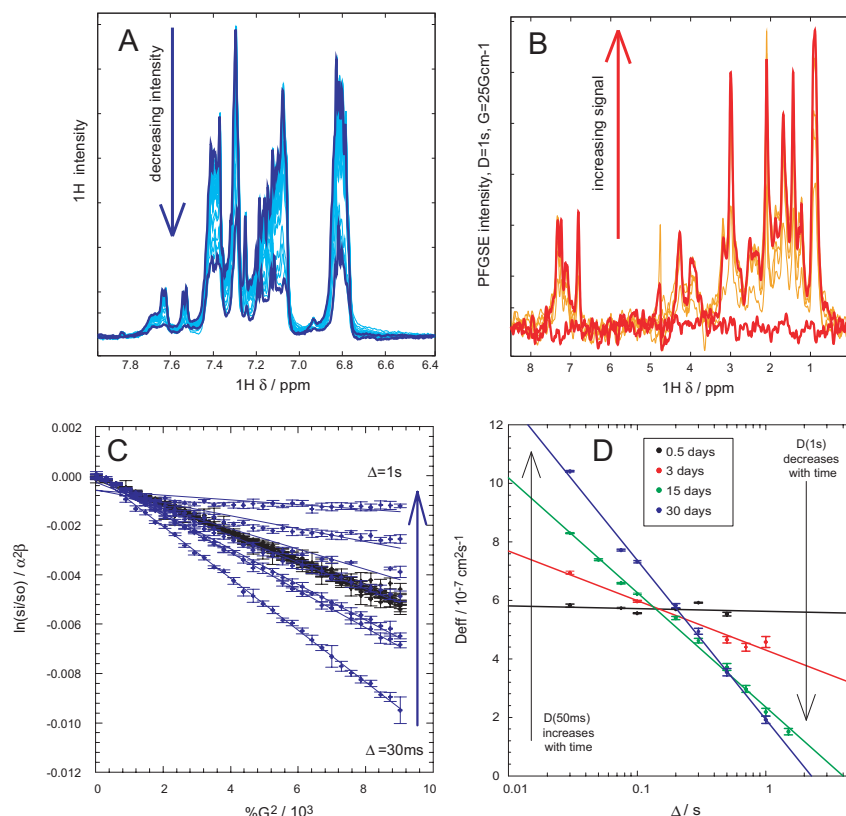 A
decreasing intensity
1H intensity
7.8 7.6 7.4 7.2 7.0 6.8 6.4
1H δ / ppm
B
increasing signal
PFGSE intensity, D=1s, G=25Gcm-1
8 7 6 5 4 3 2 1 0
1H δ / ppm
C
Δ=1s
Δ=30ms
ln(si/so) / α2β
0.002
0.000
-0.002
-0.004
-0.006
-0.008
-0.010
-0.012
0 2 4 6 8 10
%G2 / 103
D
0.5 days
3 days
15 days
30 days
D(1s)
decreases
with time
D(50ms)
increases
with time
Deff / 10-7 cm2s-1
12
10
8
6
4
2
0
0.01 0.1 1
Δ / s